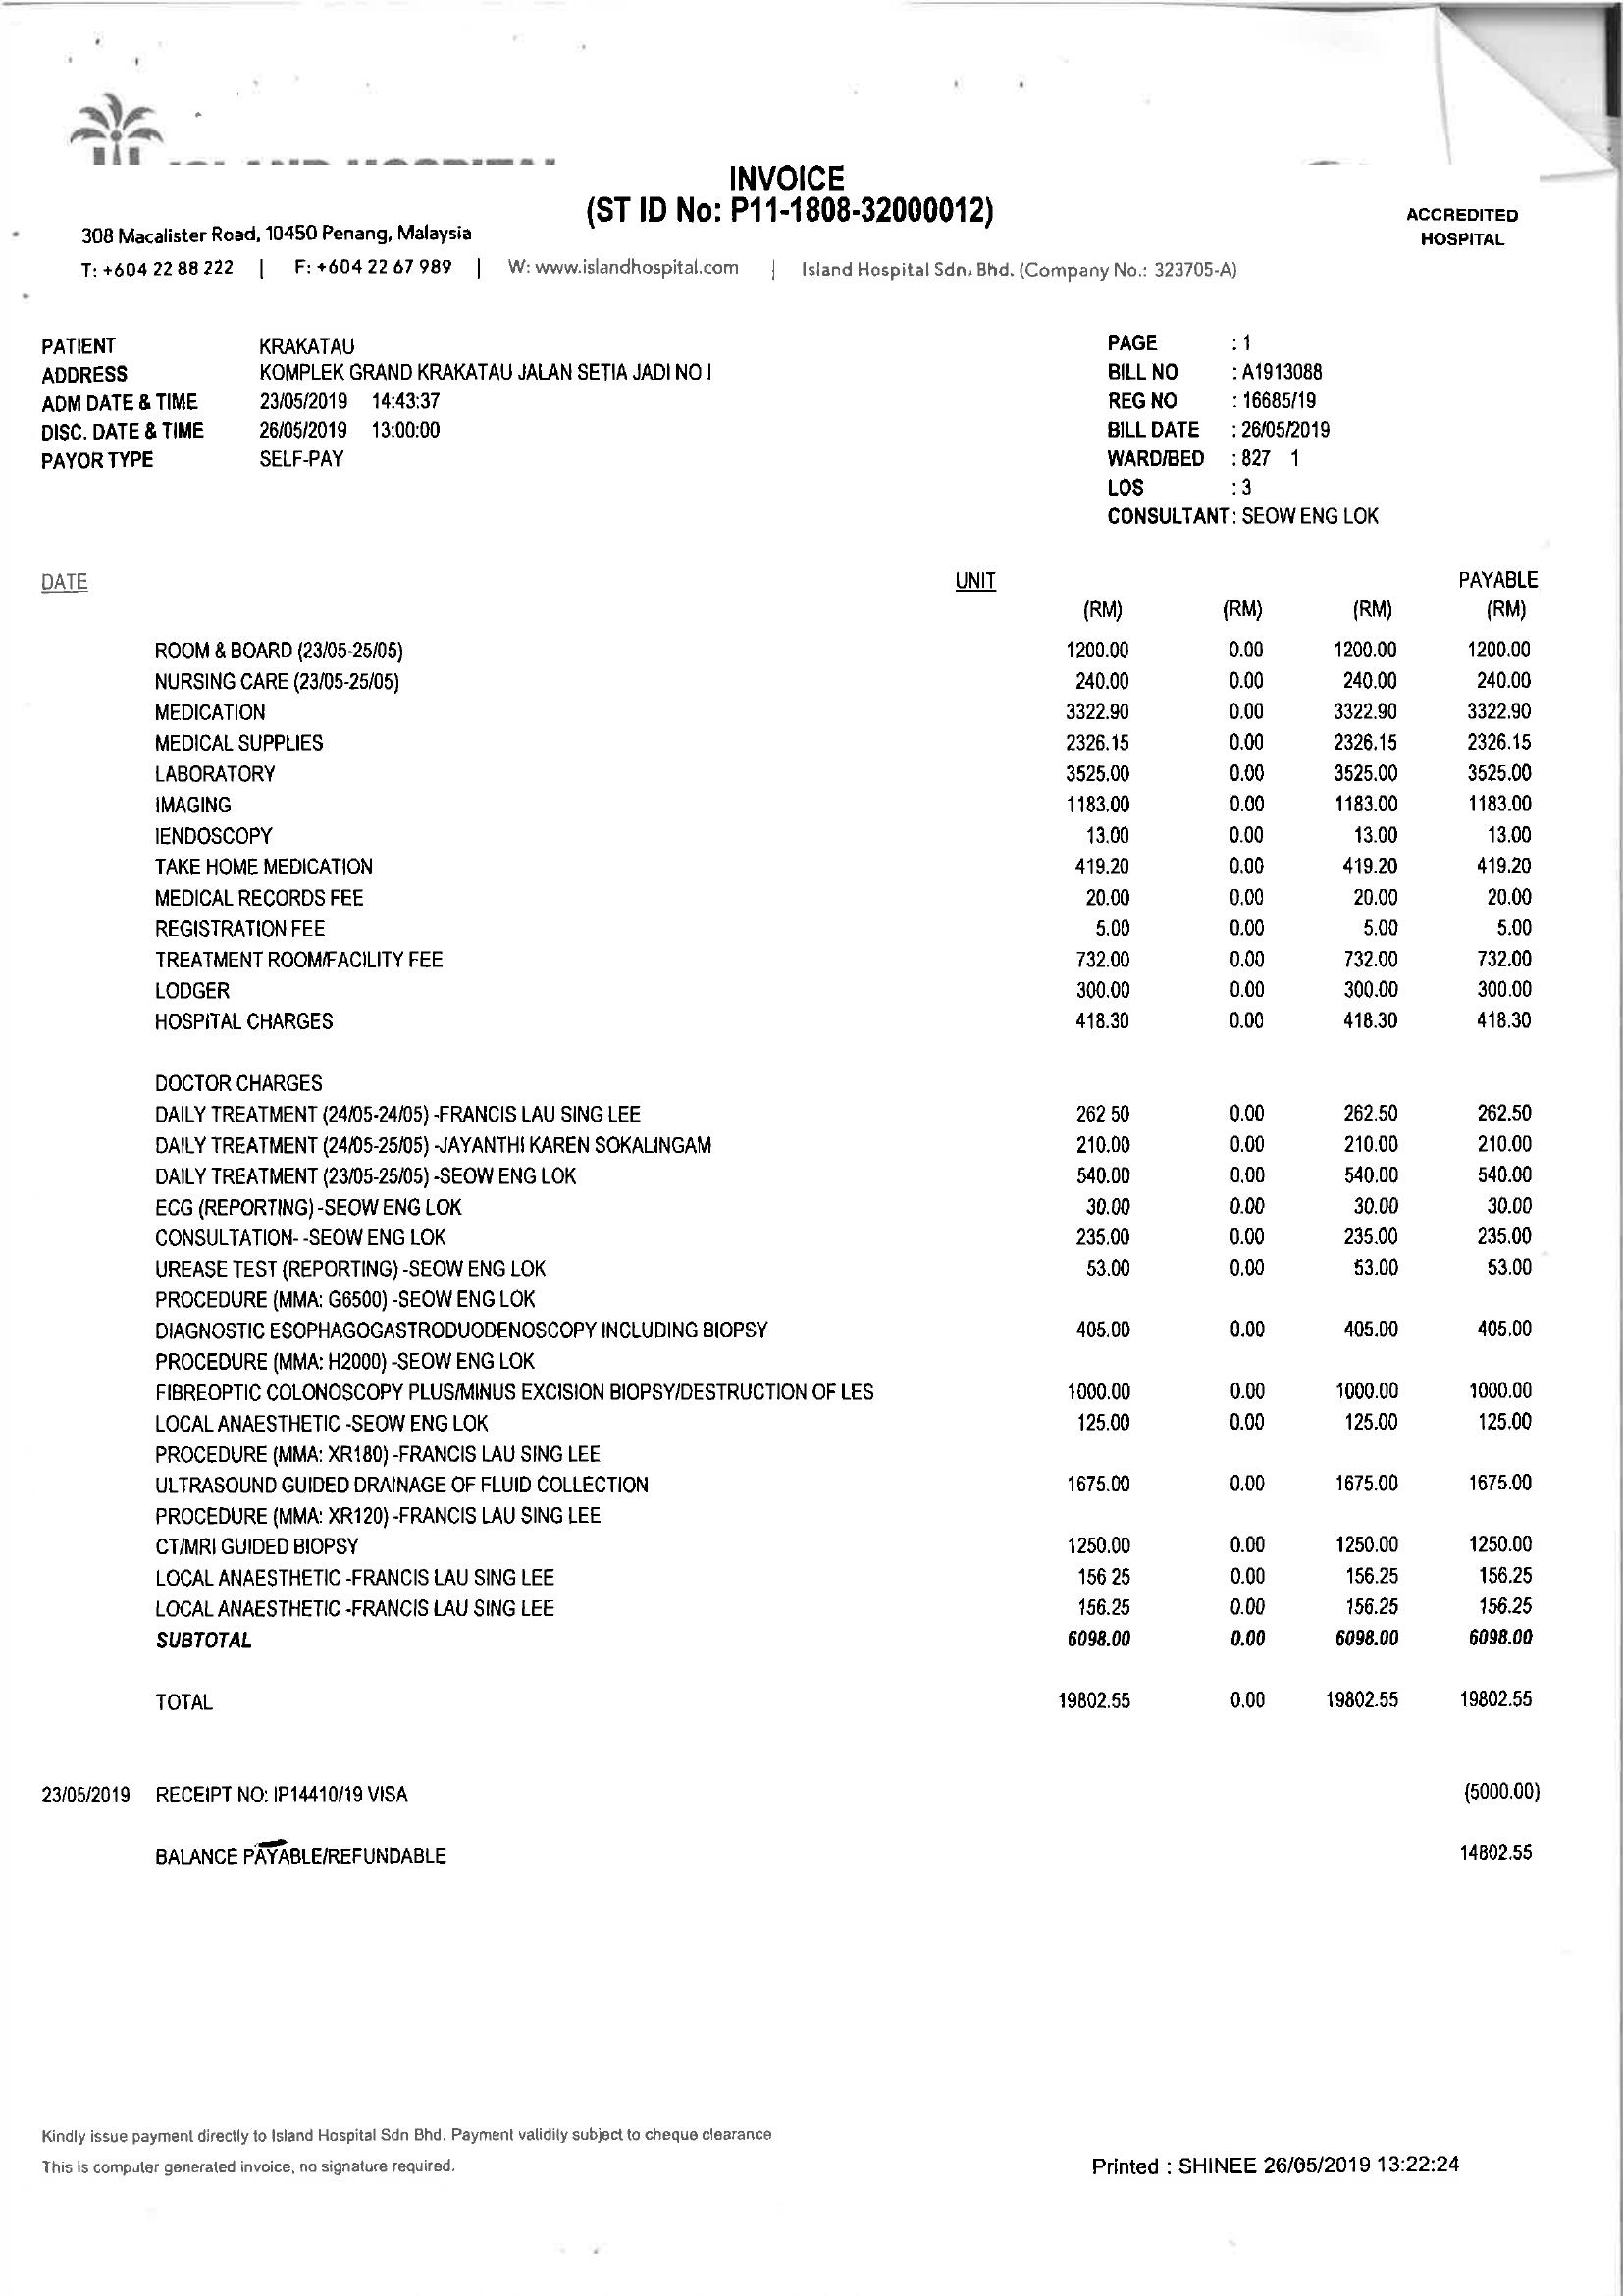 INVOICE
(ST ID No: P11-1808-32000012)
ACCREDITED
HOSPITAL
308 Macalister Road, 10450 Penang, Malaysia
T: +604 22 88 222 | F: +604 22 67 989 | W: www.islandhospital.com | Island Hospital Sdn. Bhd. (Company No.: 323705-A)
PATIENT KRAKATAU
ADDRESS KOMPLEK GRAND KRAKATAU JALAN SETIA JADI NO I
ADM DATE & TIME 23/05/2019 14:43:37
DISC. DATE & TIME 26/05/2019 13:00:00
PAYOR TYPE SELF-PAY
PAGE : 1
BILL NO : A1913088
REG NO : 16685/19
BILL DATE : 26/05/2019
WARD/BED : 827 1
LOS : 3
CONSULTANT : SEOW ENG LOK
DATE UNIT PAYABLE
(RM) (RM) (RM) (RM)
ROOM & BOARD (23/05-25/05) 1200.00 0.00 1200.00 1200.00
NURSING CARE (23/05-25/05) 240.00 0.00 240.00 240.00
MEDICATION 3322.90 0.00 3322.90 3322.90
MEDICAL SUPPLIES 2326.15 0.00 2326.15 2326.15
LABORATORY 3525.00 0.00 3525.00 3525.00
IMAGING 1183.00 0.00 1183.00 1183.00
IENDOSCOPY 13.00 0.00 13.00 13.00
TAKE HOME MEDICATION 419.20 0.00 419.20 419.20
MEDICAL RECORDS FEE 20.00 0.00 20.00 20.00
REGISTRATION FEE 5.00 0.00 5.00 5.00
TREATMENT ROOM/FACILITY FEE 732.00 0.00 732.00 732.00
LODGER 300.00 0.00 300.00 300.00
HOSPITAL CHARGES 418.30 0.00 418.30 418.30
DOCTOR CHARGES
DAILY TREATMENT (24/05-24/05) -FRANCIS LAU SING LEE 262 50 0.00 262.50 262.50
DAILY TREATMENT (24/05-25/05) -JAYANTHI KAREN SOKALINGAM 210.00 0.00 210.00 210.00
DAILY TREATMENT (23/05-25/05) -SEOW ENG LOK 540.00 0.00 540.00 540.00
ECG (REPORTING) -SEOW ENG LOK 30.00 0.00 30.00 30.00
CONSULTATION- -SEOW ENG LOK 235.00 0.00 235.00 235.00
UREASE TEST (REPORTING) -SEOW ENG LOK 53.00 0.00 53.00 53.00
PROCEDURE (MMA: G6500) -SEOW ENG LOK
DIAGNOSTIC ESOPHAGOGASTRODUODENOSCOPY INCLUDING BIOPSY 405.00 0.00 405.00 405.00
PROCEDURE (MMA: H2000) -SEOW ENG LOK
FIBREOPTIC COLONOSCOPY PLUS/MINUS EXCISION BIOPSY/DESTRUCTION OF LES 1000.00 0.00 1000.00 1000.00
LOCAL ANAESTHETIC -SEOW ENG LOK 125.00 0.00 125.00 125.00
PROCEDURE (MMA: XR180) -FRANCIS LAU SING LEE
ULTRASOUND GUIDED DRAINAGE OF FLUID COLLECTION 1675.00 0.00 1675.00 1675.00
PROCEDURE (MMA: XR120) -FRANCIS LAU SING LEE
CT/MRI GUIDED BIOPSY 1250.00 0.00 1250.00 1250.00
LOCAL ANAESTHETIC -FRANCIS LAU SING LEE 156 25 0.00 156.25 156.25
LOCAL ANAESTHETIC -FRANCIS LAU SING LEE 156.25 0.00 156.25 156.25
SUBTOTAL 6098.00 0.00 6098.00 6098.00
TOTAL 19802.55 0.00 19802.55 19802.55
23/05/2019 RECEIPT NO: IP14410/19 VISA (5000.00)
BALANCE PAYABLE/REFUNDABLE 14802.55
Kindly issue payment directly to Island Hospital Sdn Bhd. Payment validity subject to cheque clearance
This is computer generated invoice, no signature required.
Printed : SHINEE 26/05/2019 13:22:24